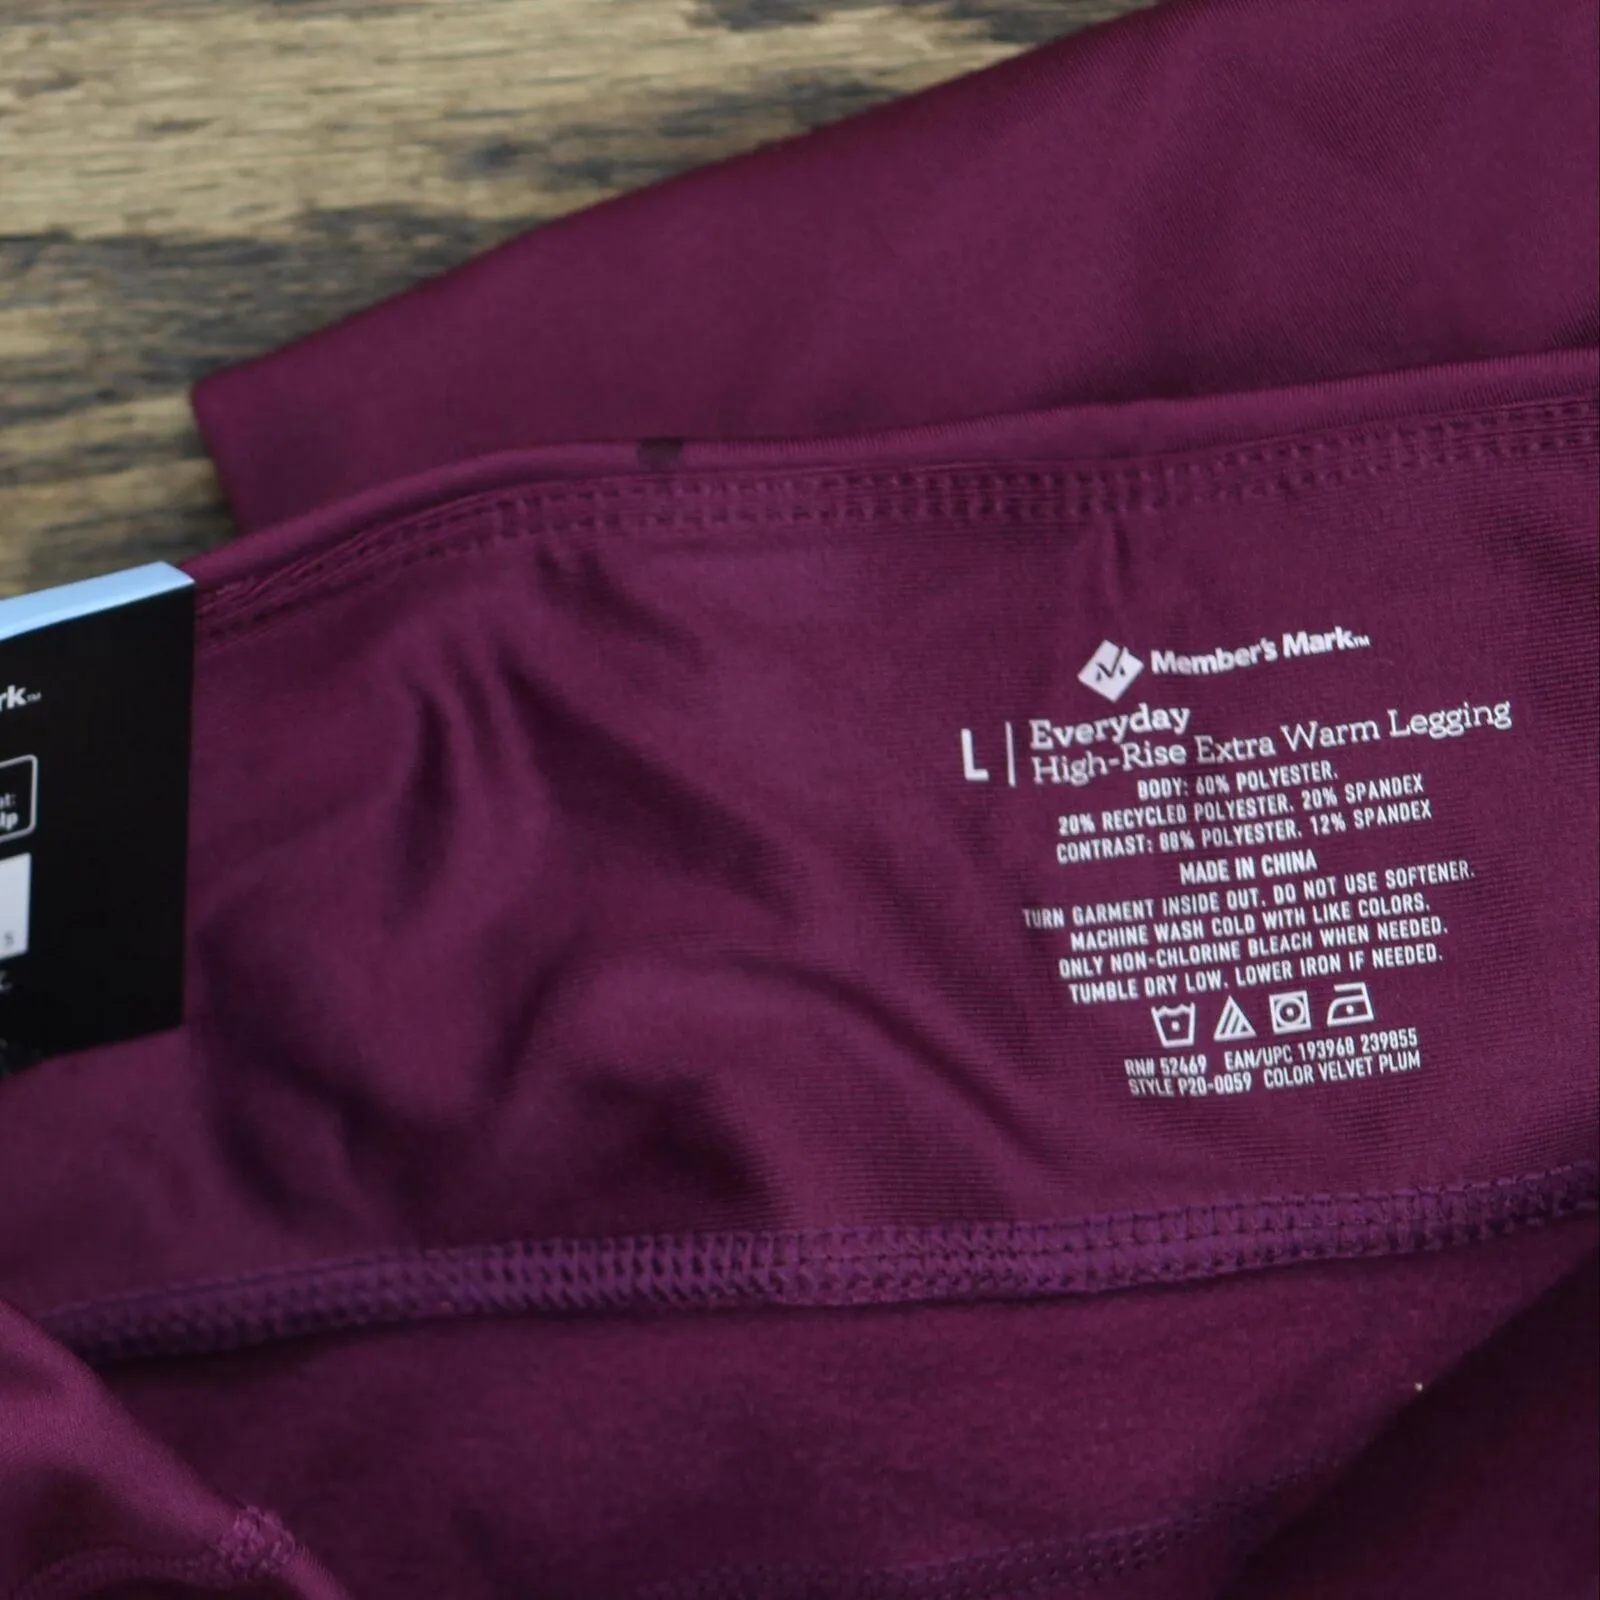 Member's Mark™
L
Everyday
High-Rise Extra Warm Legging
BODY: 60% POLYESTER.
20% RECYCLED POLYESTER. 20% SPANDEX
CONTRAST: 88% POLYESTER. 12% SPANDEX
MADE IN CHINA
TURN GARMENT INSIDE OUT. DO NOT USE SOFTENER.
MACHINE WASH COLD WITH LIKE COLORS.
ONLY NON-CHLORINE BLEACH WHEN NEEDED.
TUMBLE DRY LOW. LOWER IRON IF NEEDED.
RN# 52469 EAN/UPC 193968 239855
STYLE P20-0059 COLOR VELVET PLUM
rk™